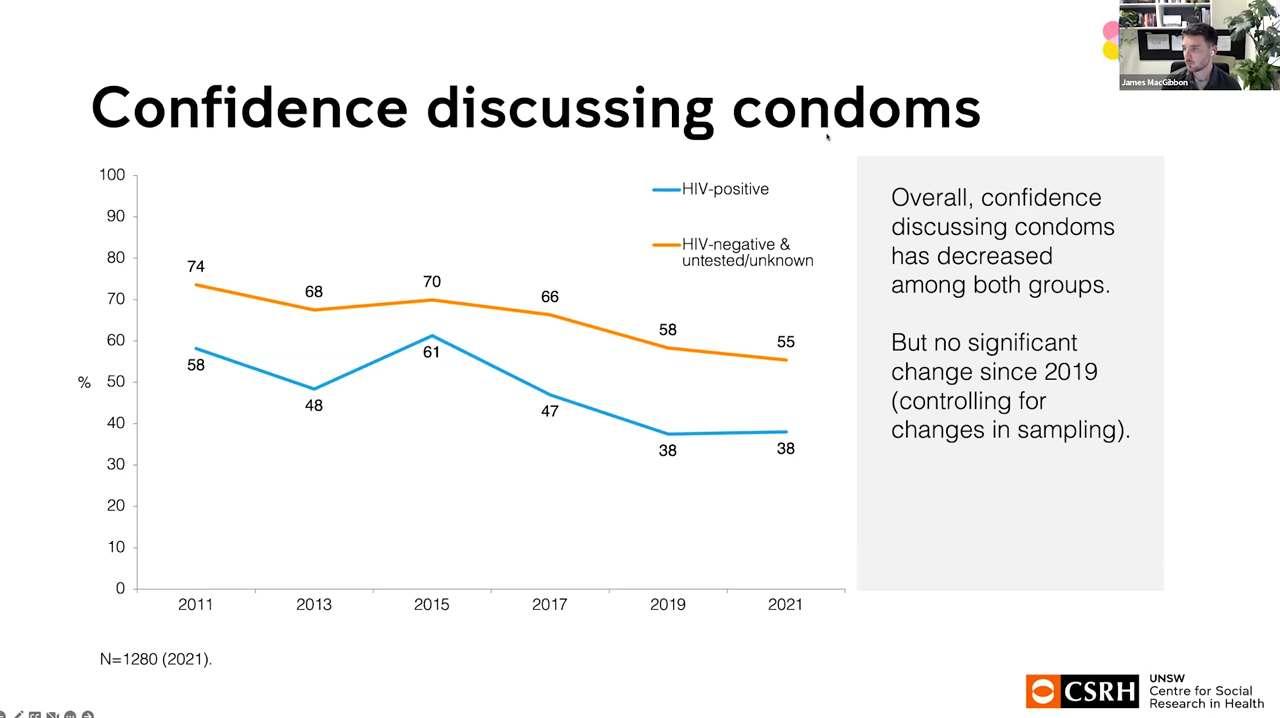 James MacGibbon
Confidence discussing condoms
100
90
80
70
60
50
40
30
20
10
0
%
HIV-positive
HIV-negative &
untested/unknown
74
68
70
66
58
55
58
48
61
47
38
38
2011
2013
2015
2017
2019
2021
Overall, confidence
discussing condoms
has decreased
among both groups.
But no significant
change since 2019
(controlling for
changes in sampling).
N=1280 (2021).
CSRH
UNSW
Centre for Social
Research in Health